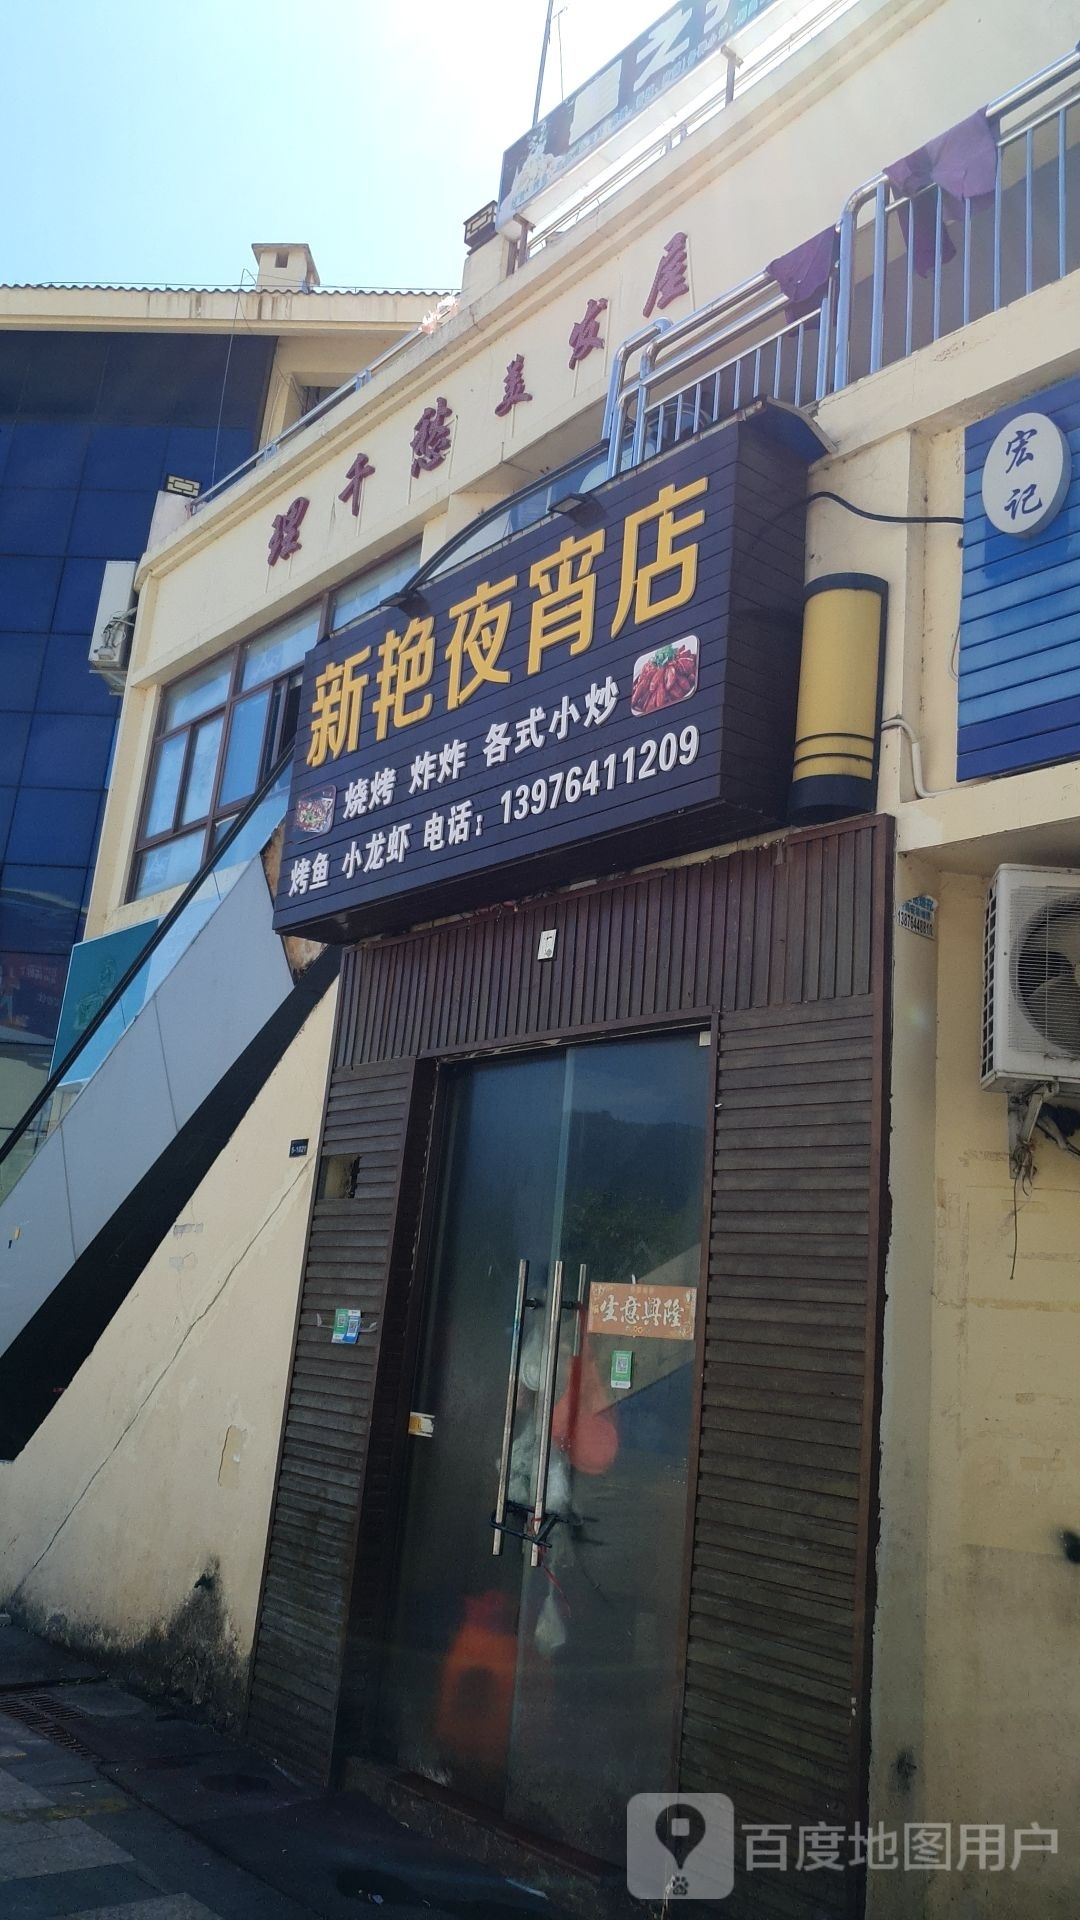 之
理千愁美发屋
宏记
新艳夜宵店
烧烤 炸炸 各式小炒
烤鱼 小龙虾 电话：13976411209
生意興隆
百度地图用户